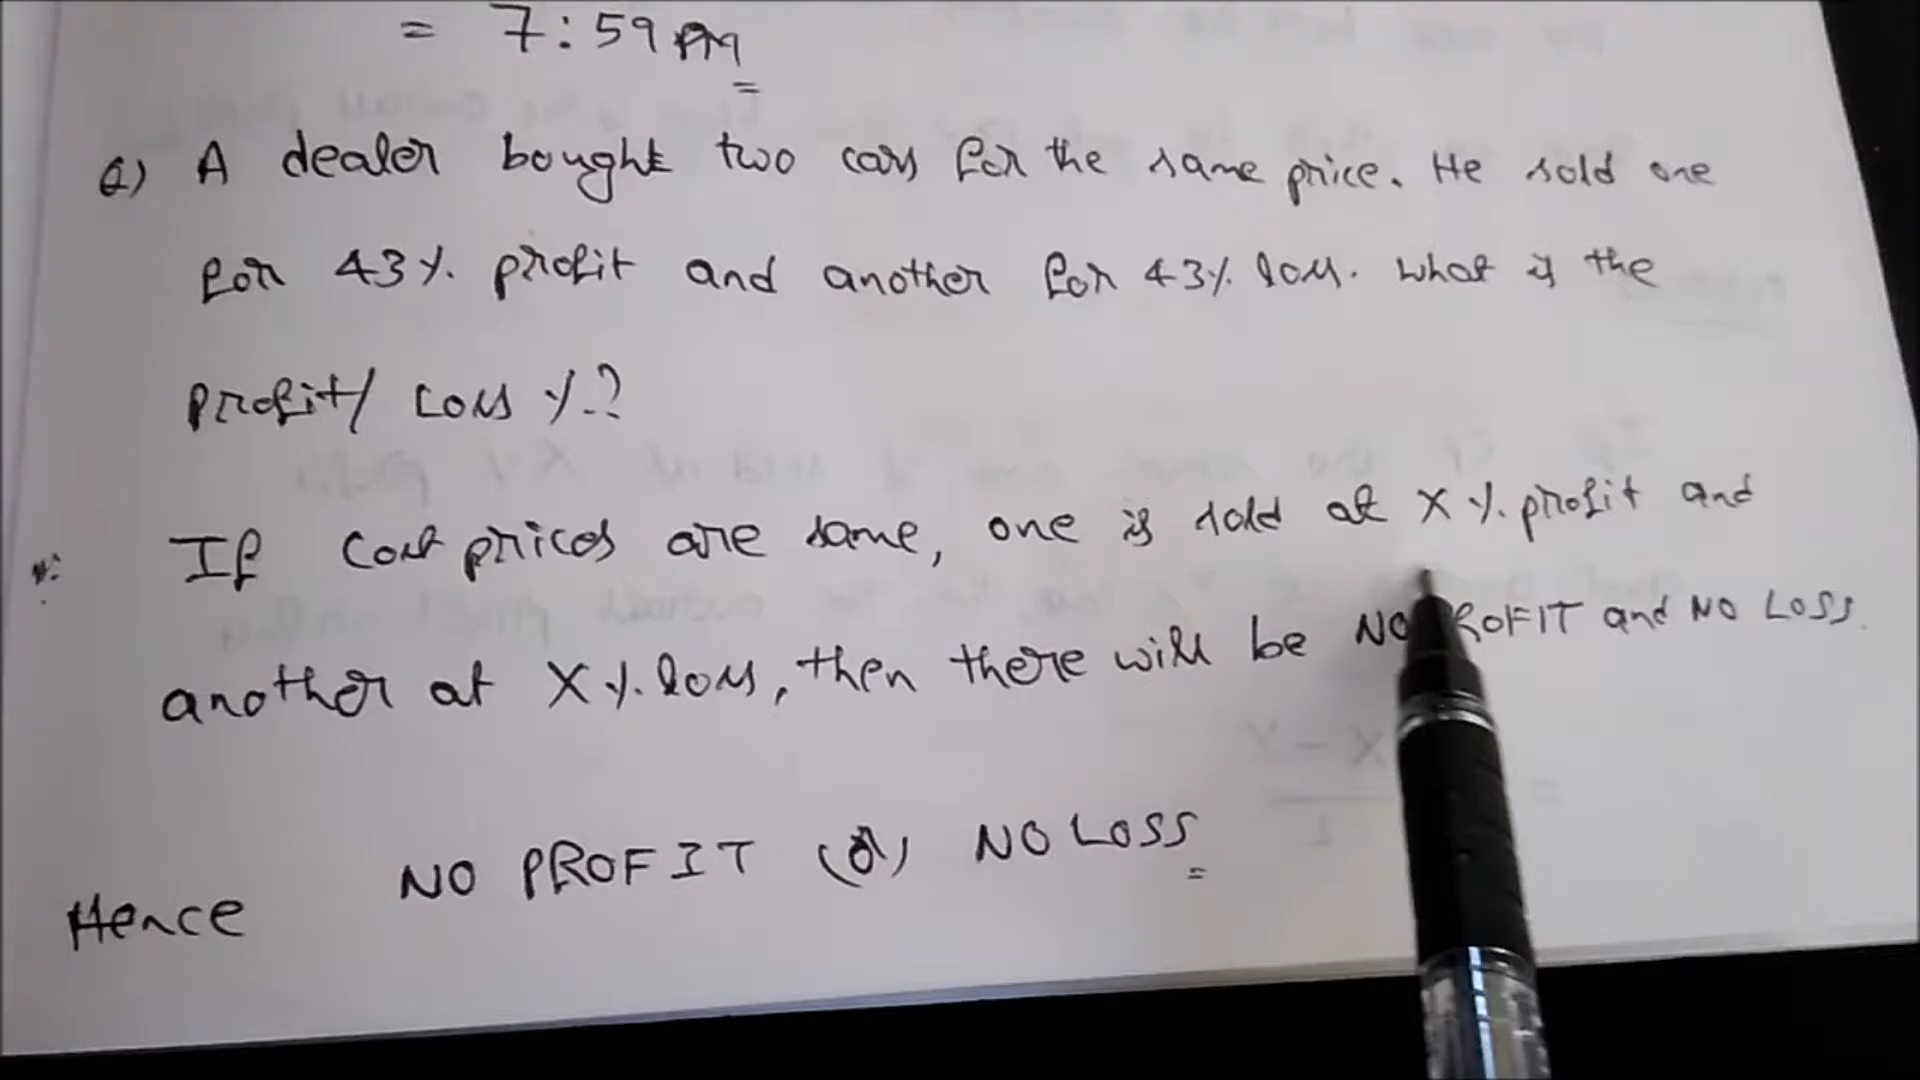 = 7:59 PM
Q) A dealer bought two cars for the same price. He sold one
for 43%. profit and another for 43% loss. What is the
Profit/ Loss %.?
If Cost prices are same, one is sold at X %. profit and
another at X %. loss, then there will be NO PROFIT and NO LOSS.
NO PROFIT (or) NO LOSS
Hence